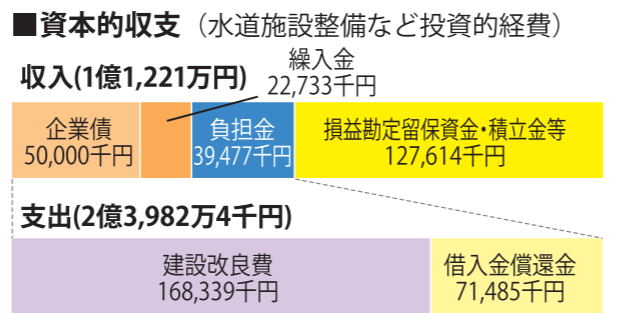 ■資本的収支（水道施設整備など投資的経費）
収入(1億1,221万円)
繰入金
22,733千円
企業債
50,000千円
負担金
39,477千円
損益勘定留保資金・積立金等
127,614千円
支出(2億3,982万4千円)
建設改良費
168,339千円
借入金償還金
71,485千円